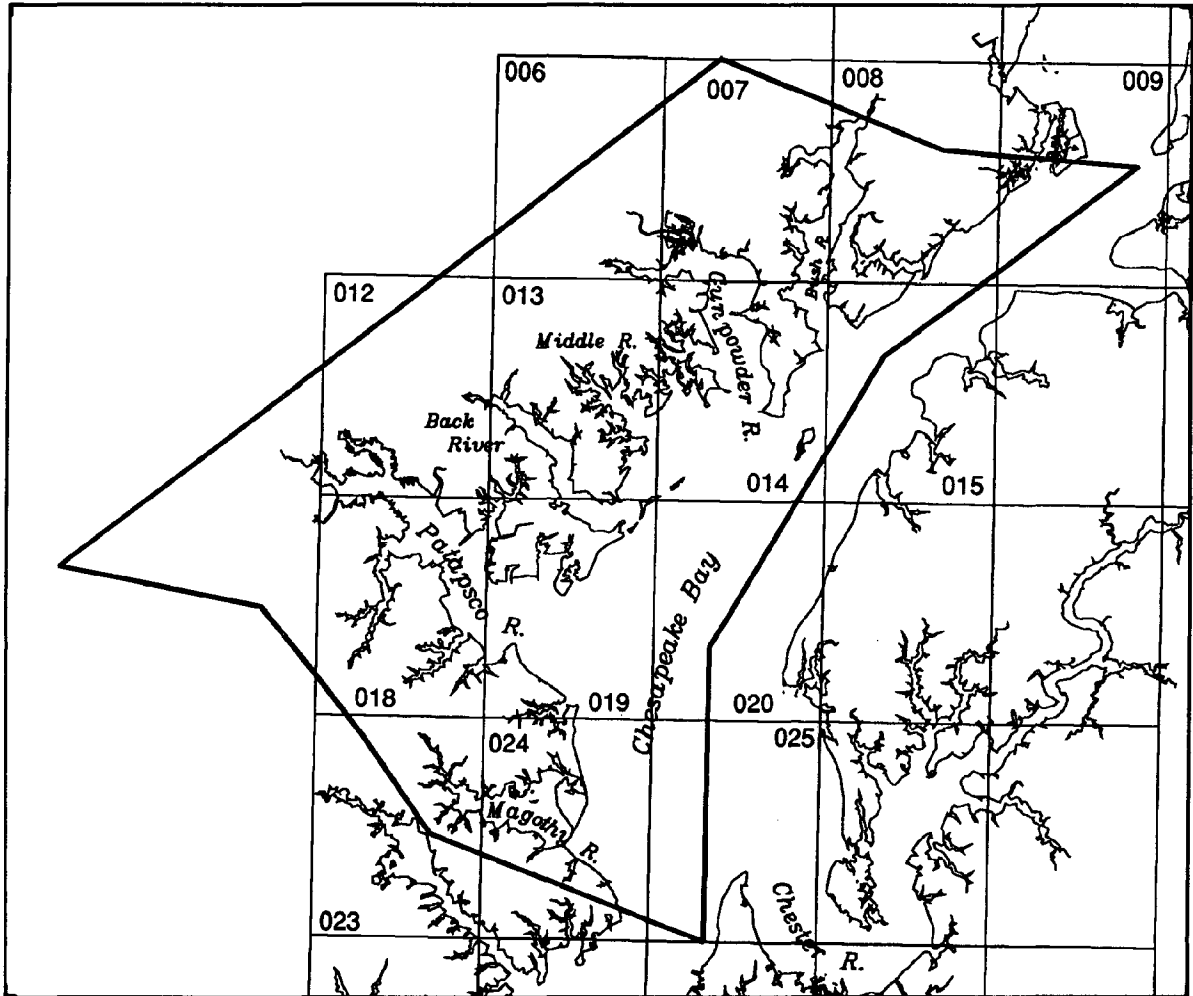 006
007
008
009
012
013
Bush R.
Gunpowder R.
Middle R.
Back
River
014
015
Patapsco R.
Chesapeake Bay
018
019
020
024
025
Magothy R.
023
Chester R.